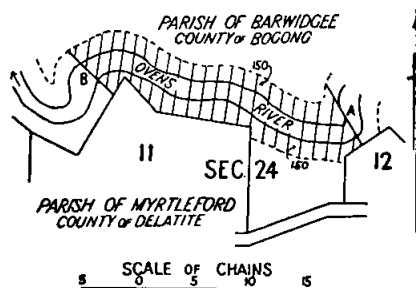 PARISH OF BARWIDGEE
COUNTY OF BOGONG
150
B
OVENS
RIVER
A
11
SEC. 24
12
150
PARISH OF MYRTLEFORD
COUNTY OF DELATITE
SCALE OF CHAINS
5 0 5 10 15